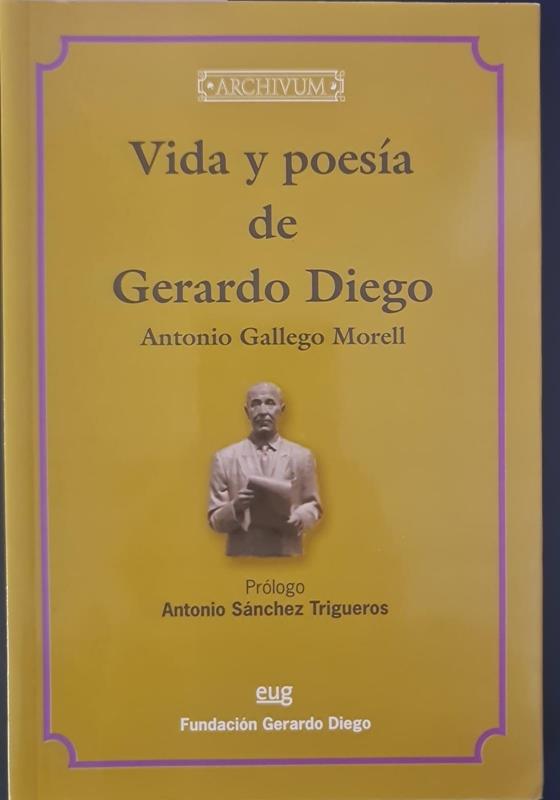 ARCHIVUM
Vida y poesía
de
Gerardo Diego
Antonio Gallego Morell
Prólogo
Antonio Sánchez Trigueros
eug
Fundación Gerardo Diego